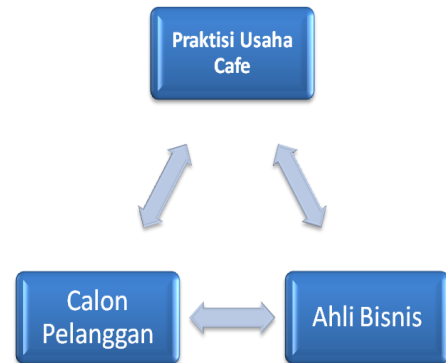 Praktisi Usaha
Cafe
Calon
Pelanggan
Ahli Bisnis